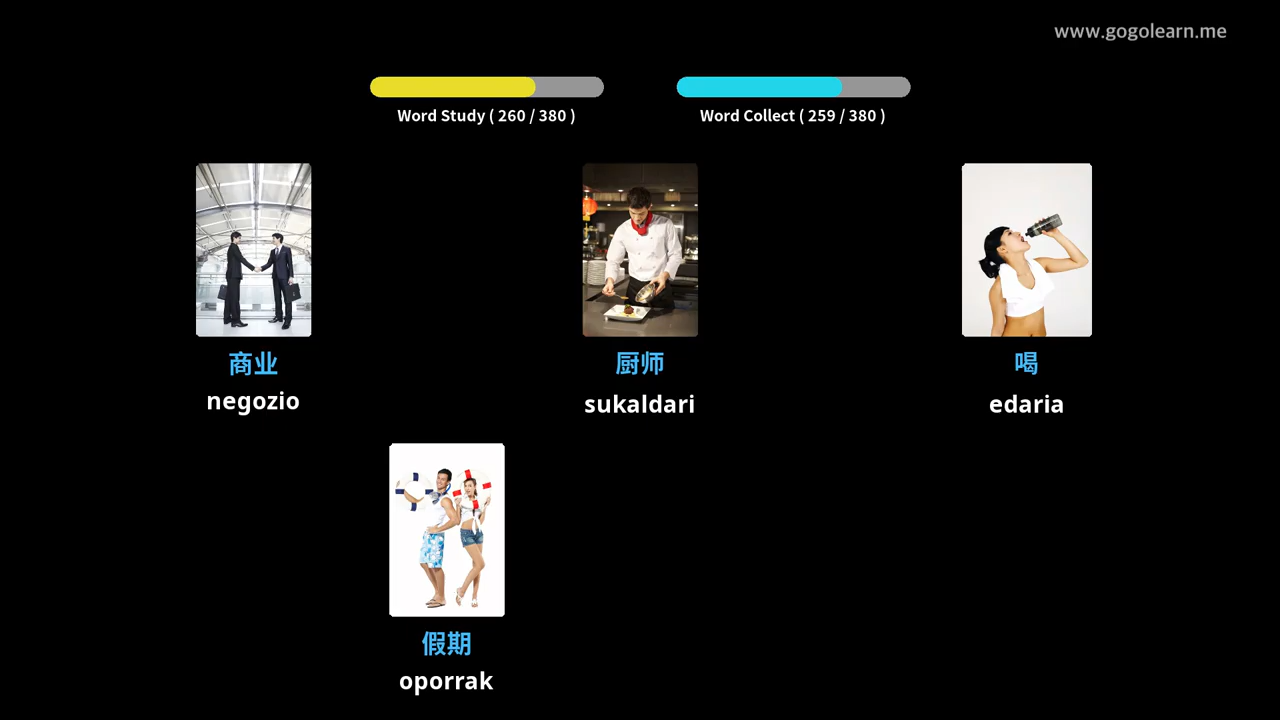 www.gogolearn.me
Word Study ( 260 / 380 )
Word Collect ( 259 / 380 )
商业
negozio
厨师
sukaldari
喝
edaria
假期
oporrak